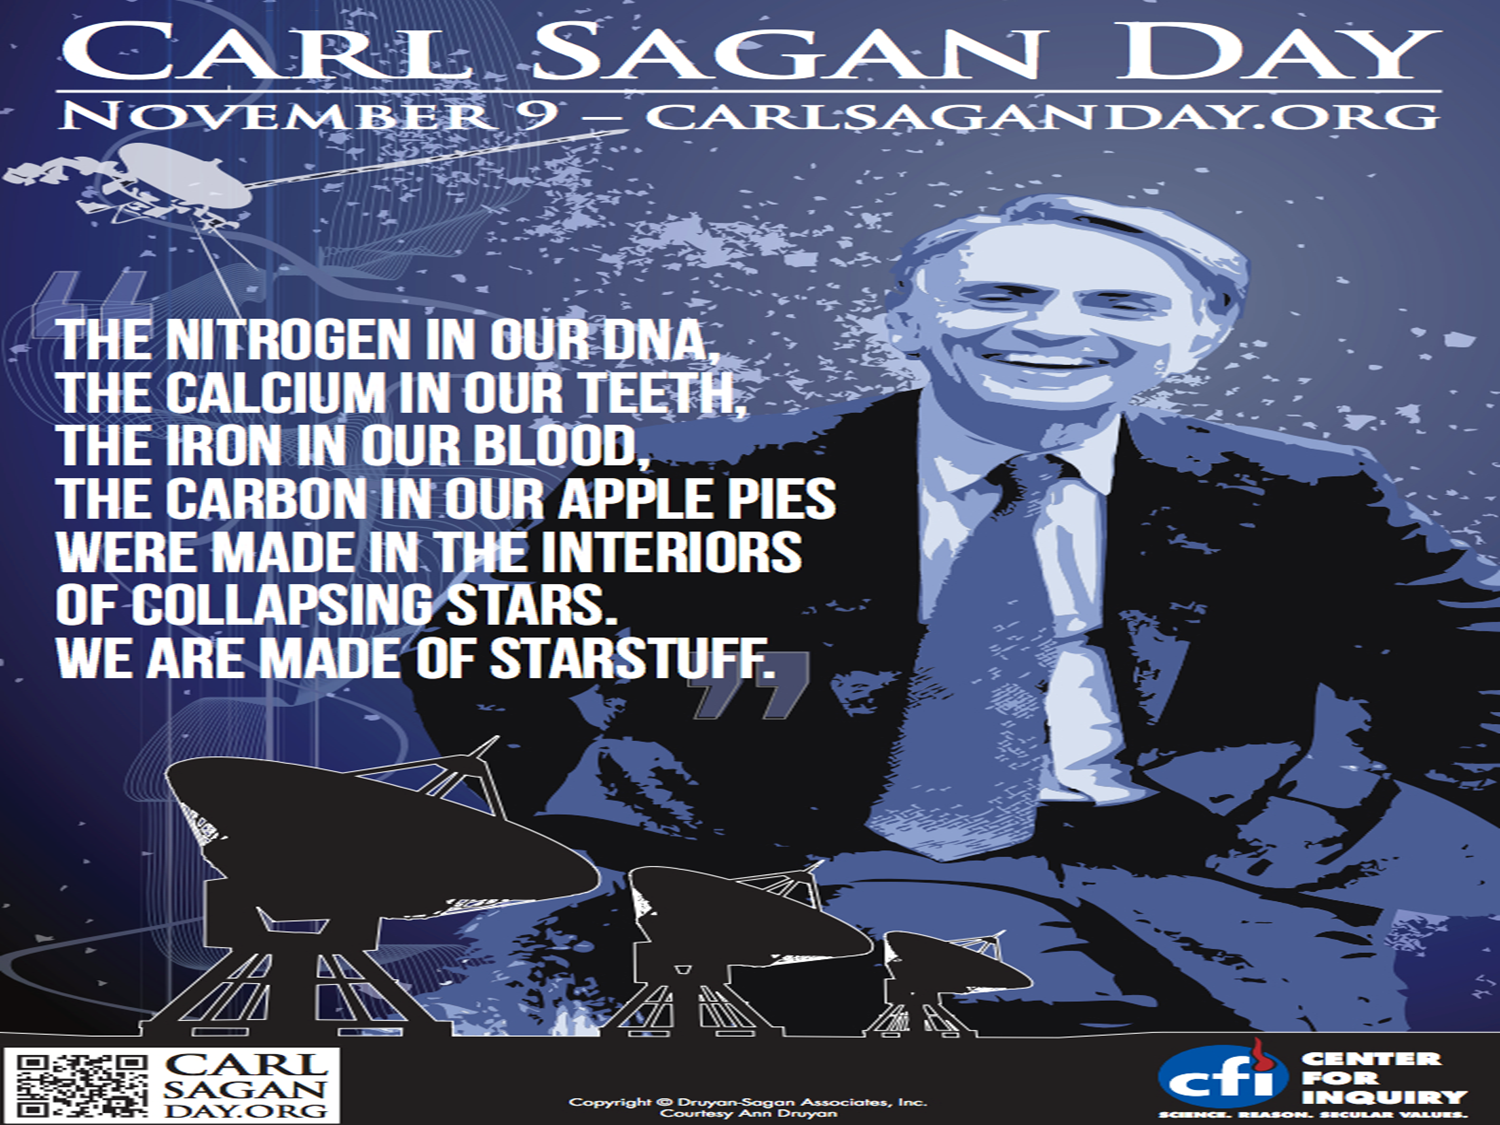 CARL SAGAN DAY
NOVEMBER 9 – CARLSAGANDAY.ORG
“
THE NITROGEN IN OUR DNA,
THE CALCIUM IN OUR TEETH,
THE IRON IN OUR BLOOD,
THE CARBON IN OUR APPLE PIES
WERE MADE IN THE INTERIORS
OF COLLAPSING STARS.
WE ARE MADE OF STARSTUFF.
”
CARL
SAGAN
DAY.ORG
Copyright © Druyan-Sagan Associates, Inc.
Courtesy Ann Druyan
cfi
CENTER
FOR
INQUIRY
SCIENCE. REASON. SECULAR VALUES.